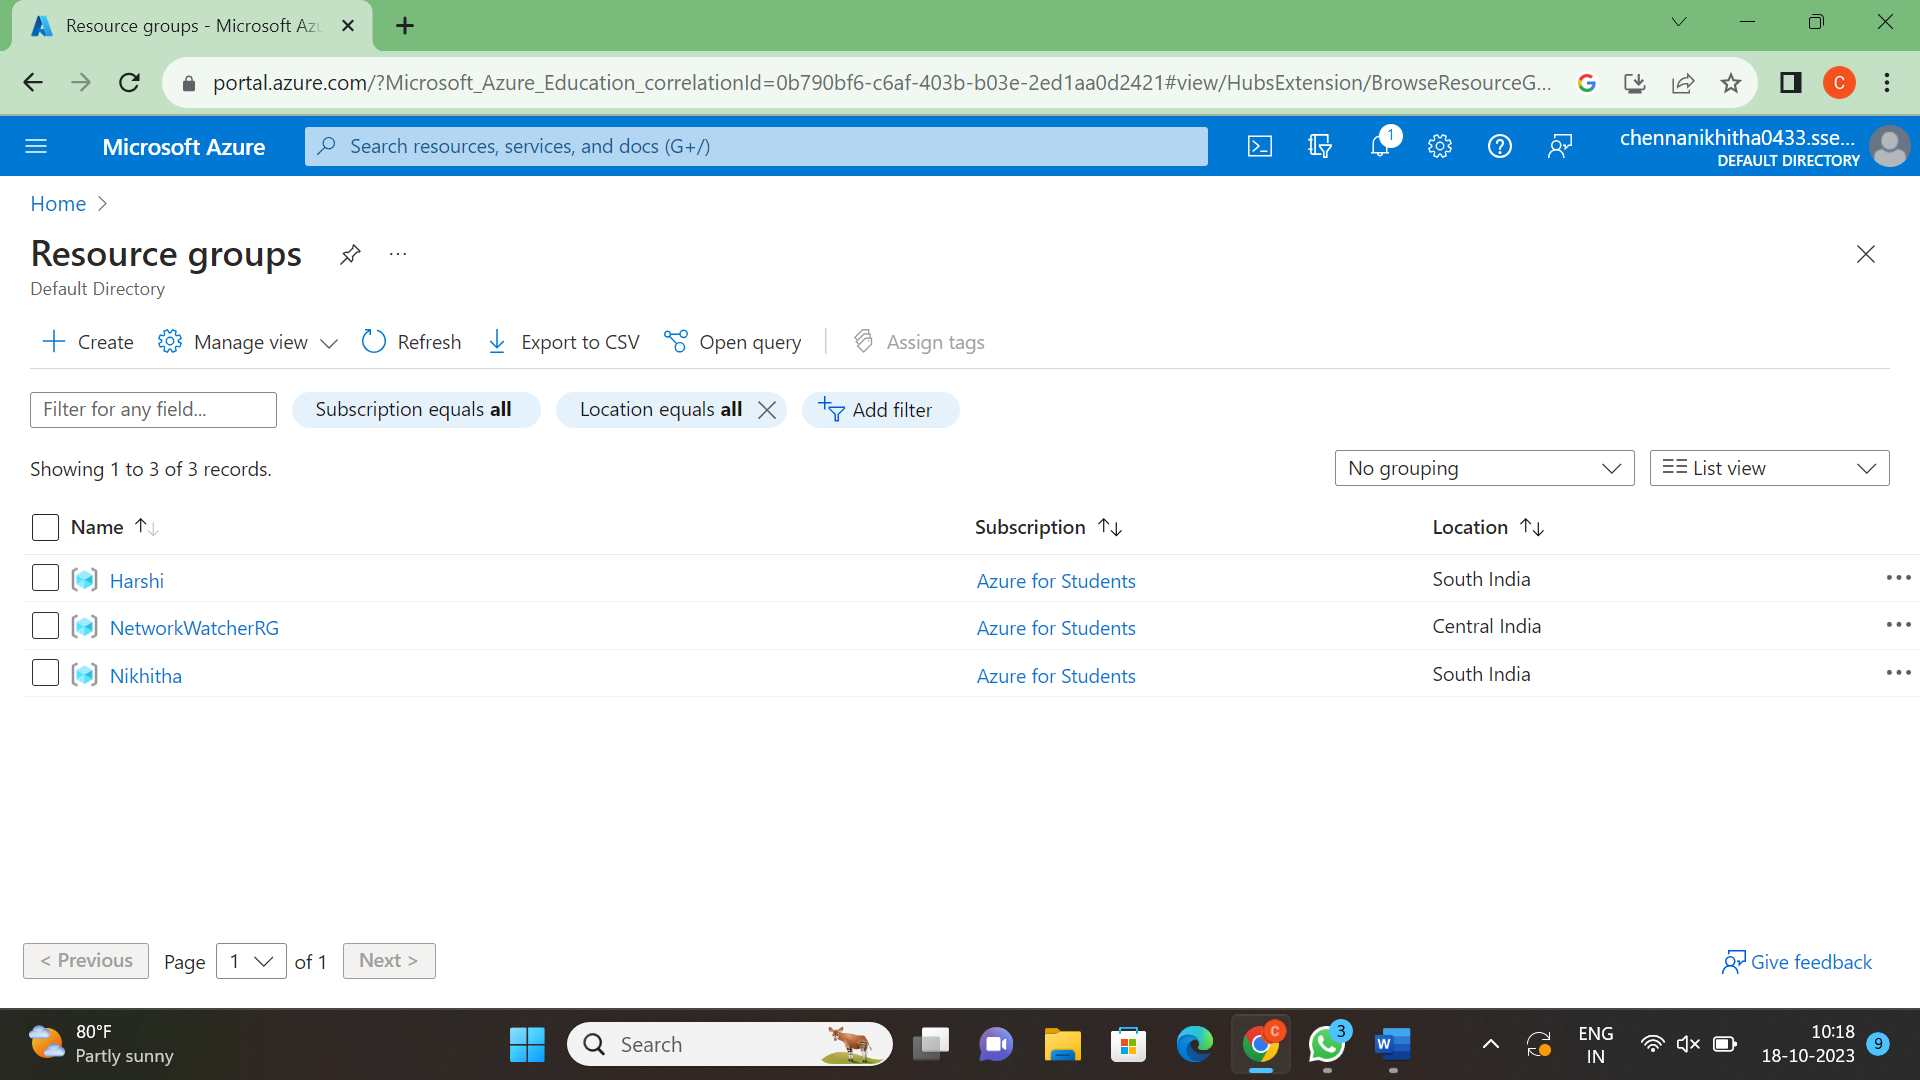 Resource groups - Microsoft Azu
portal.azure.com/?Microsoft_Azure_Education_correlationId=0b790bf6-c6af-403b-b03e-2ed1aa0d2421#view/HubsExtension/BrowseResourceG...
C
Microsoft Azure
Search resources, services, and docs (G+/)
1
chennanikhitha0433.sse...
DEFAULT DIRECTORY
Home
Resource groups
Default Directory
Create
Manage view
Refresh
Export to CSV
Open query
Assign tags
Filter for any field...
Subscription equals all
Location equals all
Add filter
Showing 1 to 3 of 3 records.
No grouping
List view
Name
Subscription
Location
Harshi
Azure for Students
South India
NetworkWatcherRG
Azure for Students
Central India
Nikhitha
Azure for Students
South India
< Previous
Page
1
of 1
Next >
Give feedback
80°F
Partly sunny
Search
C
3
W
ENG
IN
10:18
18-10-2023
9